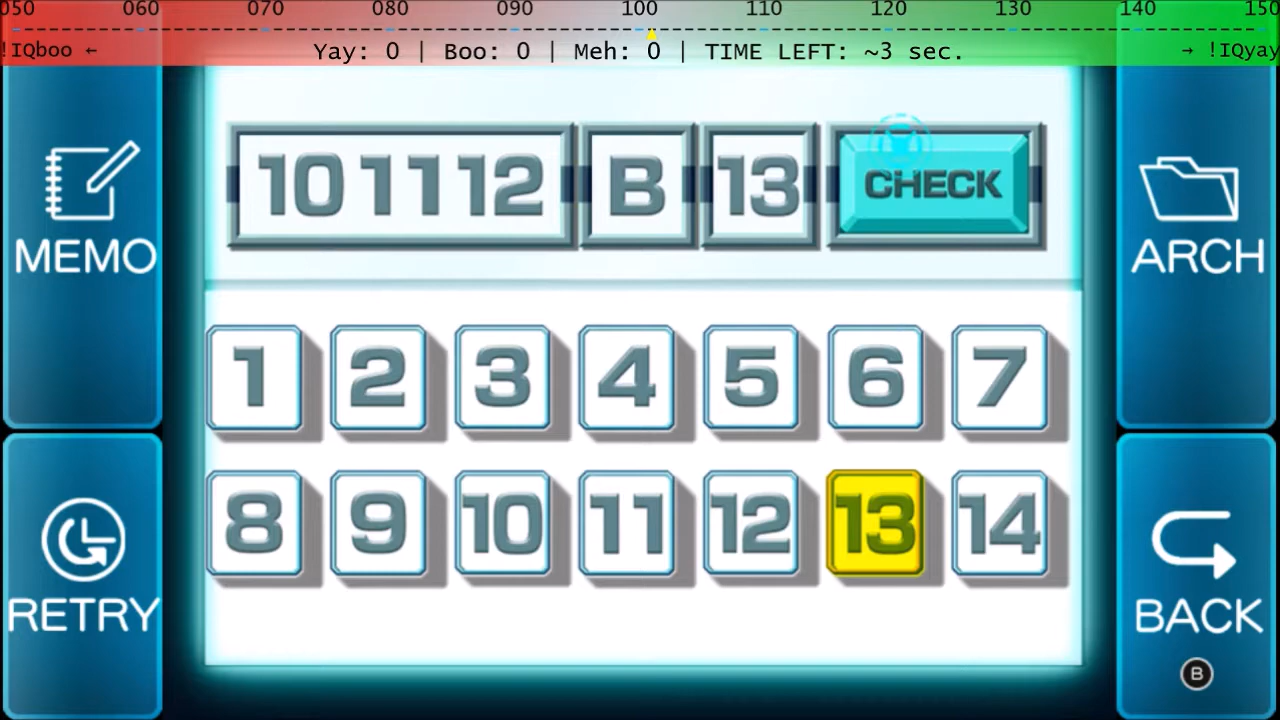 050 060 070 080 090 100 110 120 130 140 150
!IQboo ← Yay: 0 | Boo: 0 | Meh: 0 | TIME LEFT: ~3 sec. → !IQyay
MEMO
10 11 12 B 13 CHECK
ARCH
1 2 3 4 5 6 7
8 9 10 11 12 13 14
RETRY
BACK
B